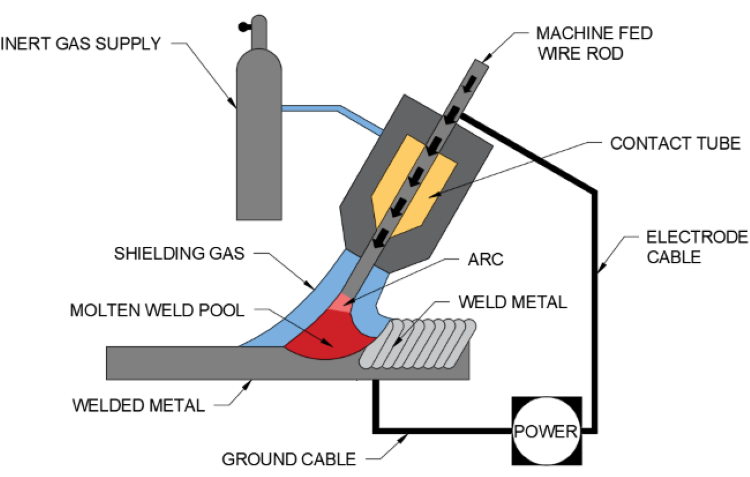 MACHINE FED
WIRE ROD
INERT GAS SUPPLY
CONTACT TUBE
ELECTRODE
CABLE
SHIELDING GAS
ARC
MOLTEN WELD POOL
WELD METAL
WELDED METAL
POWER
GROUND CABLE